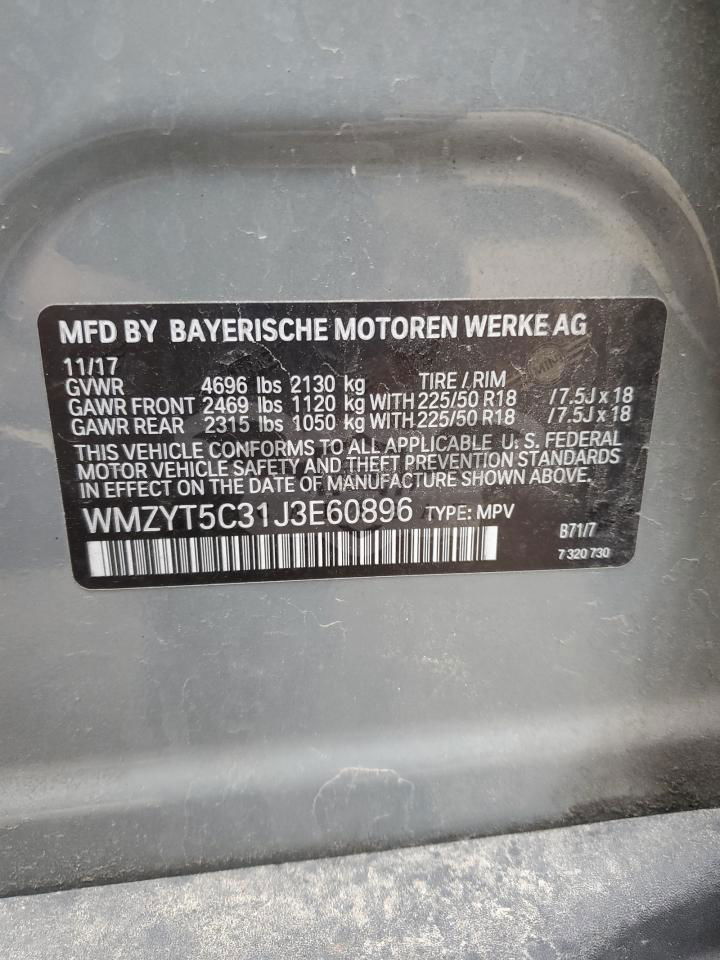 MFD BY BAYERISCHE MOTOREN WERKE AG
11/17
GVWR 4696 lbs 2130 kg TIRE / RIM
GAWR FRONT 2469 lbs 1120 kg WITH 225/50 R18 /7.5J x 18
GAWR REAR 2315 lbs 1050 kg WITH 225/50 R18 /7.5J x 18
THIS VEHICLE CONFORMS TO ALL APPLICABLE U. S. FEDERAL
MOTOR VEHICLE SAFETY AND THEFT PREVENTION STANDARDS
IN EFFECT ON THE DATE OF MANUFACTURE SHOWN ABOVE.
WMZYT5C31J3E60896 TYPE: MPV
B71/7
7 320 730
MINI